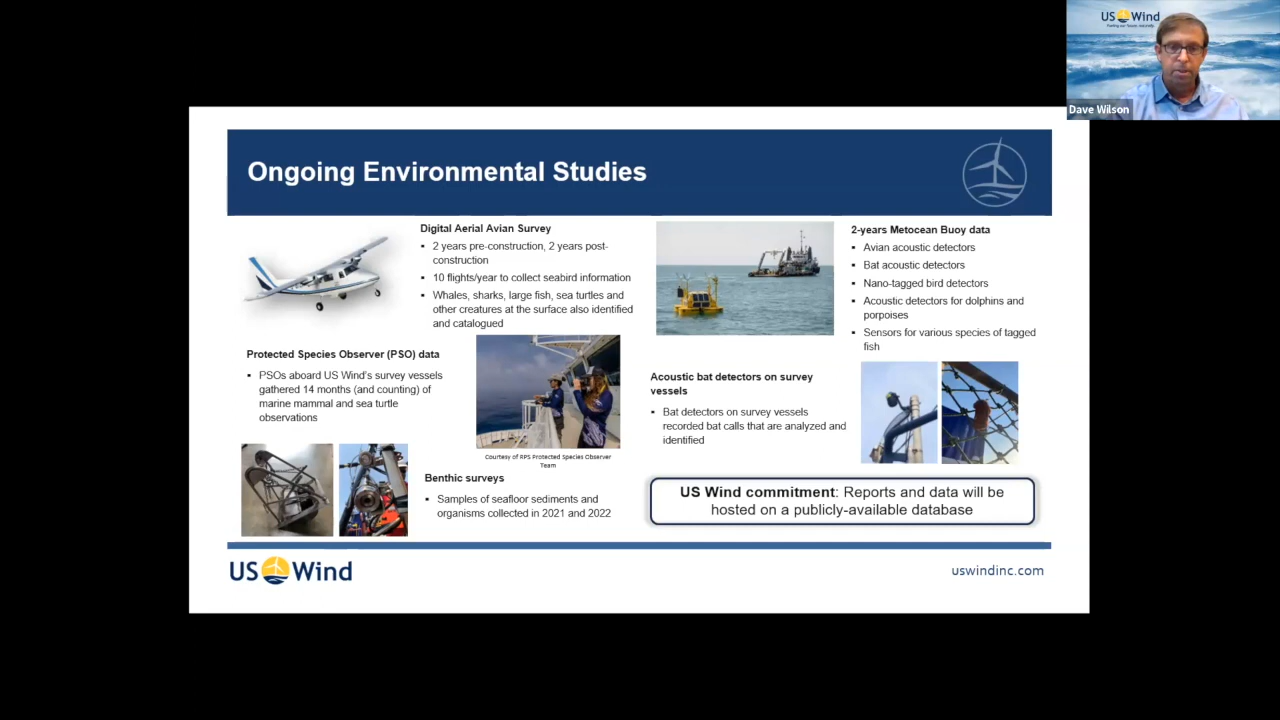 US Wind
Dave Wilson
Ongoing Environmental Studies
Digital Aerial Avian Survey
▪ 2 years pre-construction, 2 years post-
construction
▪ 10 flights/year to collect seabird information
▪ Whales, sharks, large fish, sea turtles and
other creatures at the surface also identified
and catalogued
2-years Metocean Buoy data
▪ Avian acoustic detectors
▪ Bat acoustic detectors
▪ Nano-tagged bird detectors
▪ Acoustic detectors for dolphins and
porpoises
▪ Sensors for various species of tagged
fish
Protected Species Observer (PSO) data
▪ PSOs aboard US Wind's survey vessels
gathered 14 months (and counting) of
marine mammal and sea turtle
observations
Courtesy of RPS Protected Species Observer
Team
Acoustic bat detectors on survey
vessels
▪ Bat detectors on survey vessels
recorded bat calls that are analyzed and
identified
Benthic surveys
▪ Samples of seafloor sediments and
organisms collected in 2021 and 2022
US Wind commitment: Reports and data will be
hosted on a publicly-available database
US Wind
uswindinc.com